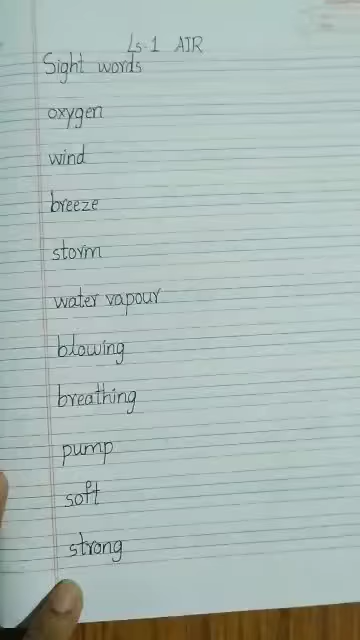 Ls-1 AIR
Sight words
oxygen
wind
breeze
storm
water vapour
blowing
breathing
pump
soft
strong